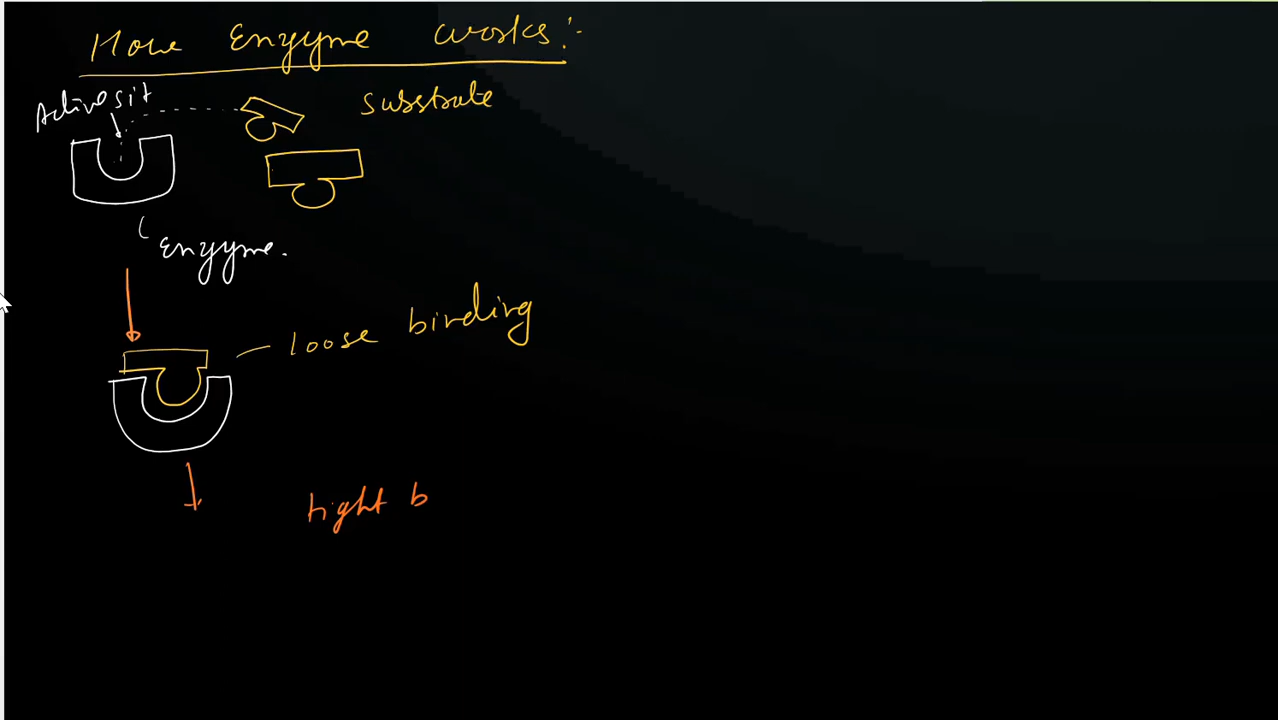 How Enzyme works:-
Active sit
substrate
Enzyme.
loose binding
tight b